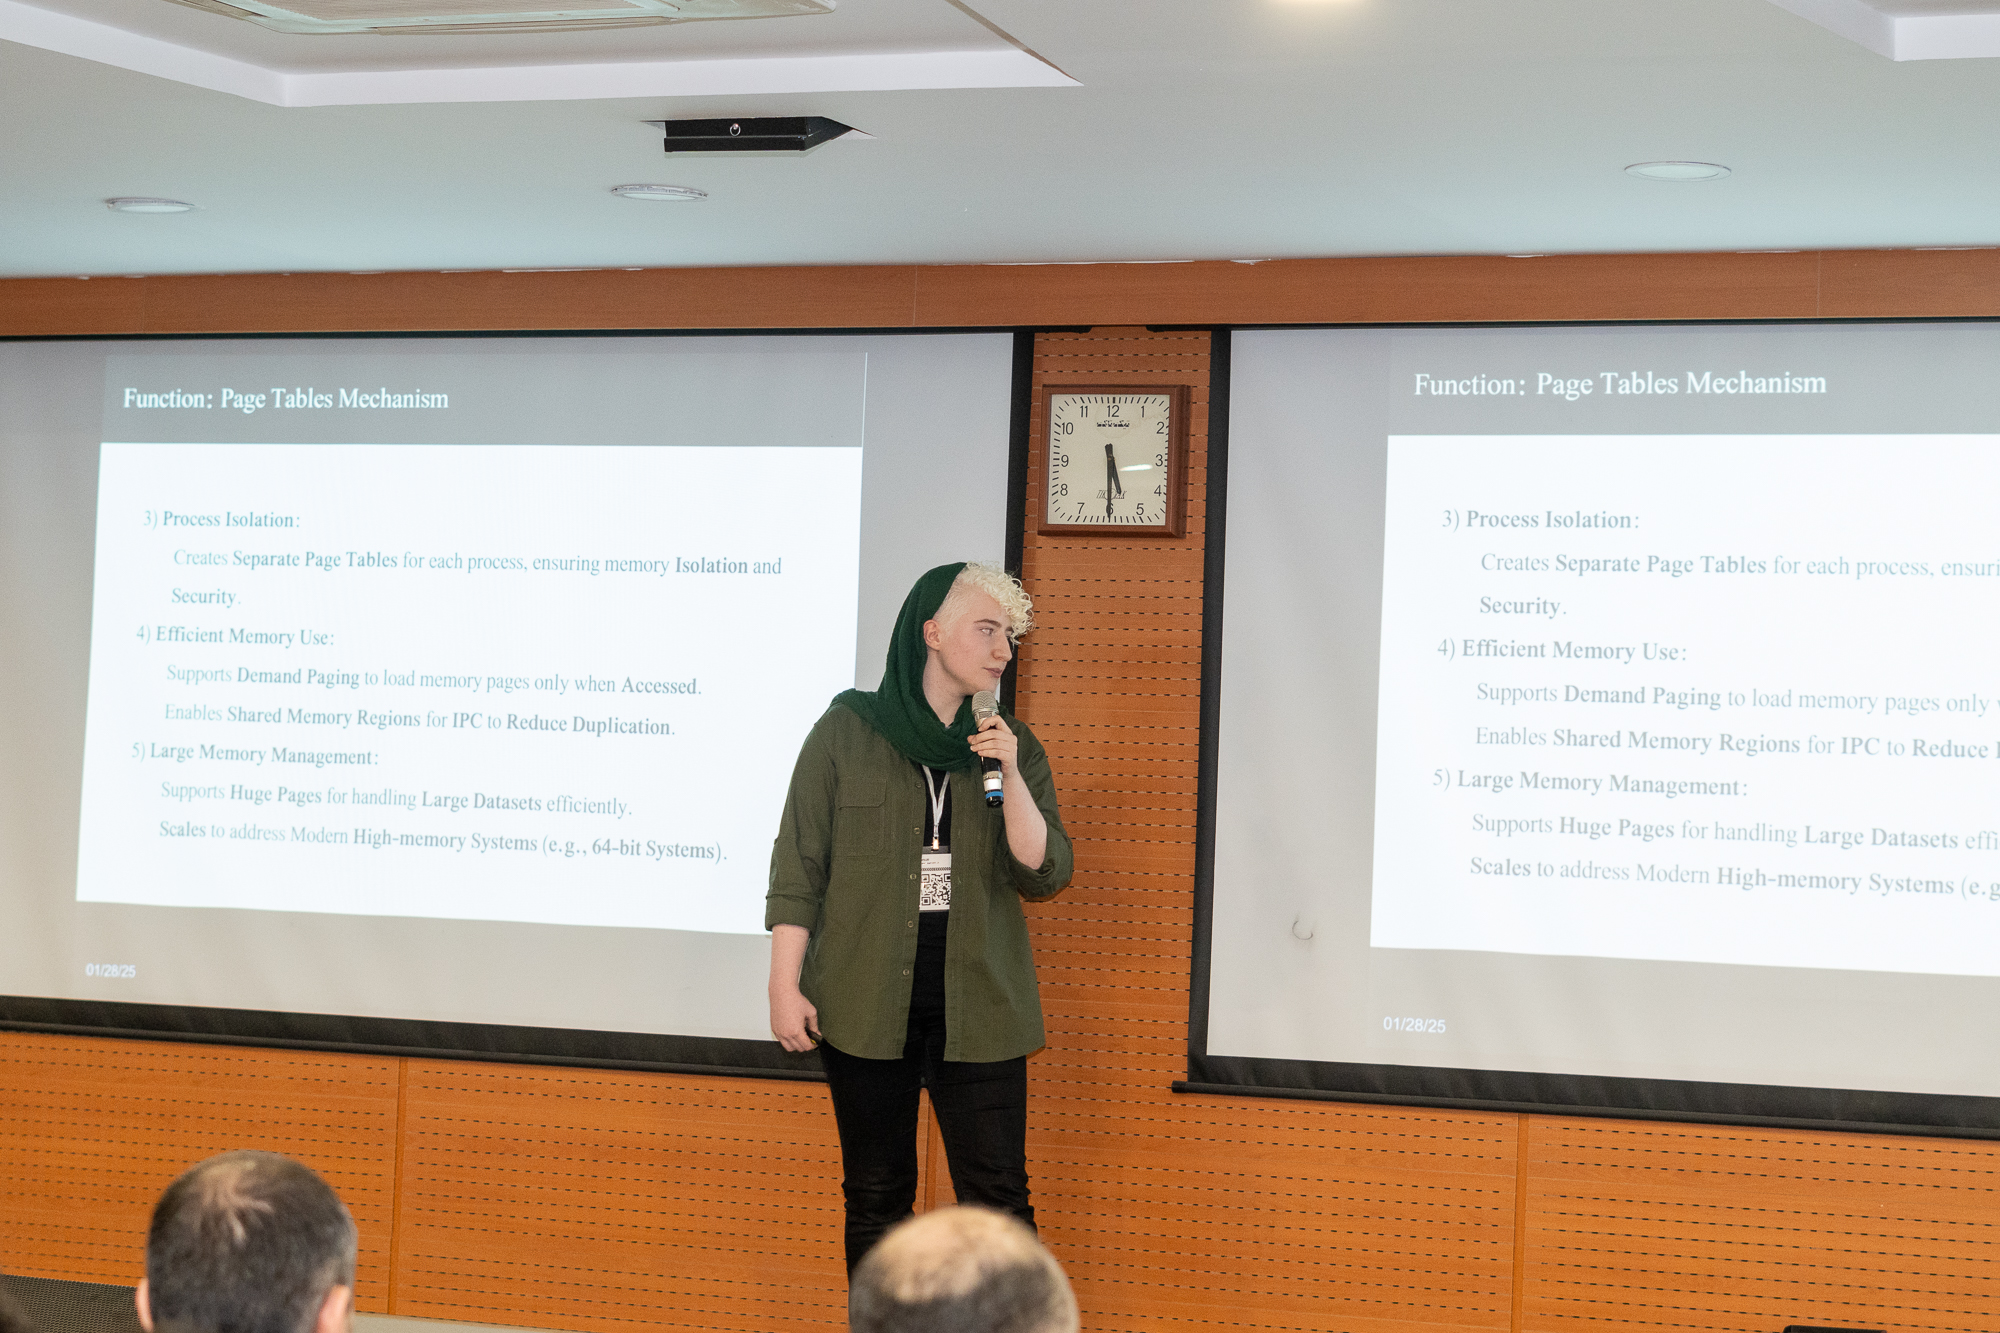 Function: Page Tables Mechanism
3) Process Isolation:
Creates Separate Page Tables for each process, ensuring memory Isolation and
Security.
4) Efficient Memory Use:
Supports Demand Paging to load memory pages only when Accessed.
Enables Shared Memory Regions for IPC to Reduce Duplication.
5) Large Memory Management:
Supports Huge Pages for handling Large Datasets efficiently.
Scales to address Modern High-memory Systems (e.g., 64-bit Systems).
01/28/25
11 12 1
10 2
9 3
8 4
7 6 5
Function: Page Tables Mechanism
3) Process Isolation:
Creates Separate Page Tables for each process, ensuri
Security.
4) Efficient Memory Use:
Supports Demand Paging to load memory pages only
Enables Shared Memory Regions for IPC to Reduce
5) Large Memory Management:
Supports Huge Pages for handling Large Datasets effi
Scales to address Modern High-memory Systems (e.g
01/28/25